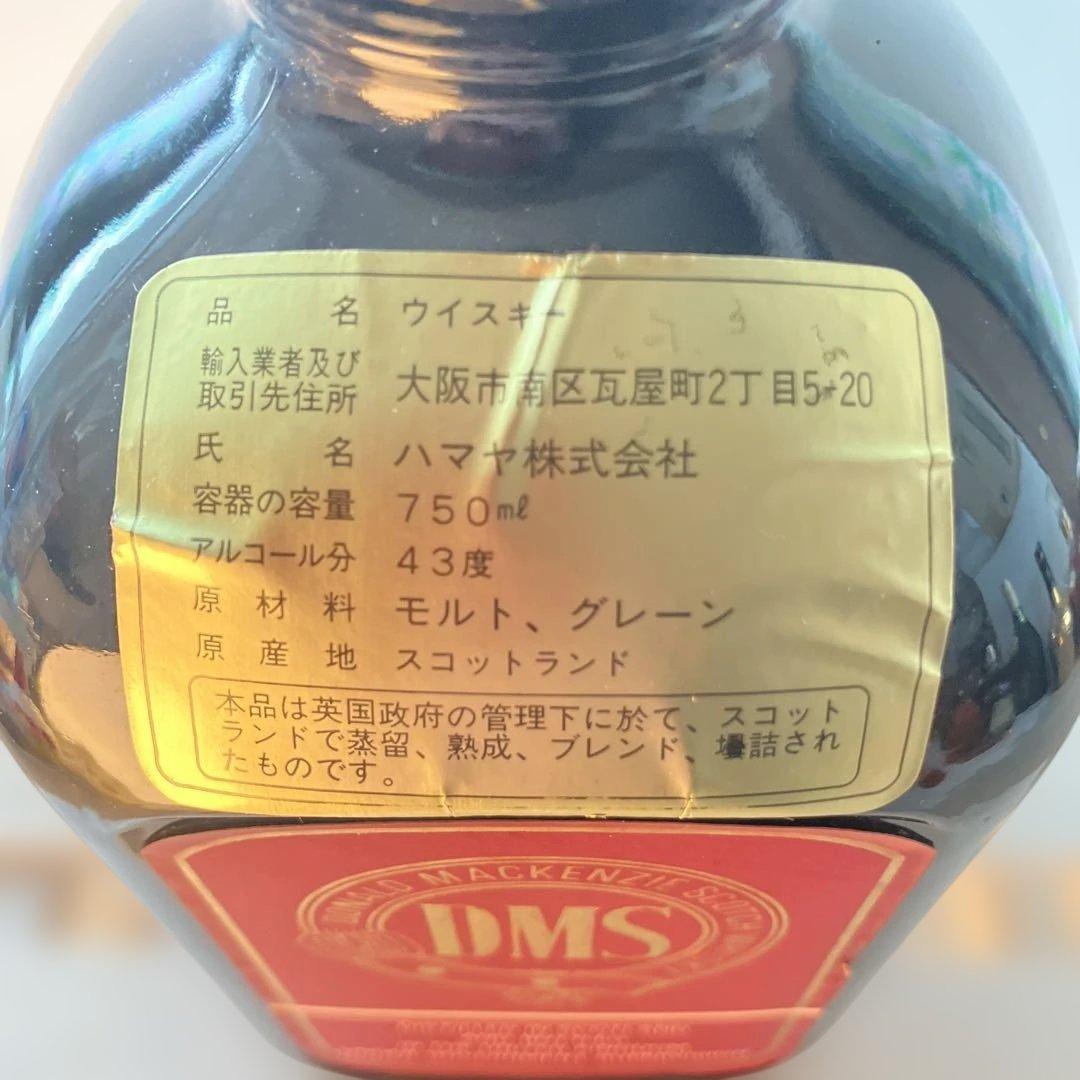 品名 ウイスキー
輸入業者及び
取引先住所 大阪市南区瓦屋町2丁目5-20
氏名 ハマヤ株式会社
容器の容量 750㎖
アルコール分 43度
原材料 モルト、グレーン
原産地 スコットランド
本品は英国政府の管理下に於て、スコット
ランドで蒸留、熟成、ブレンド、壜詰され
たものです。
DONALD MACKENZIE SCOTCH
DMS